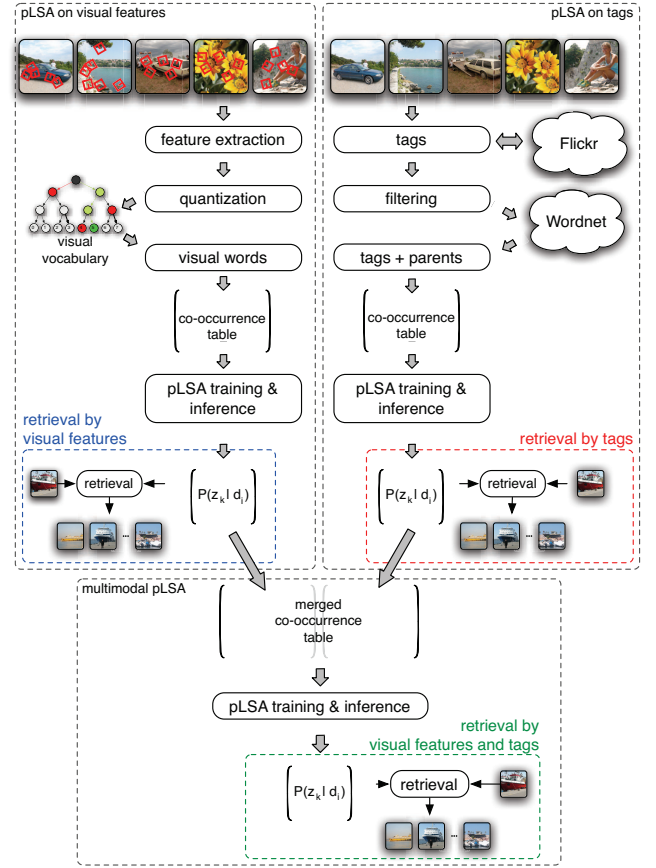 pLSA on visual features
pLSA on tags
feature extraction
tags
Flickr
quantization
filtering
Wordnet
visual
vocabulary
visual words
tags + parents
co-occurrence
table
co-occurrence
table
pLSA training &
inference
pLSA training &
inference
retrieval by
visual features
retrieval by tags
retrieval
P(z_k | d_i)
P(z_k | d_i)
retrieval
...
...
multimodal pLSA
merged
co-occurrence
table
pLSA training & inference
retrieval by
visual features and tags
P(z_k | d_i)
retrieval
...